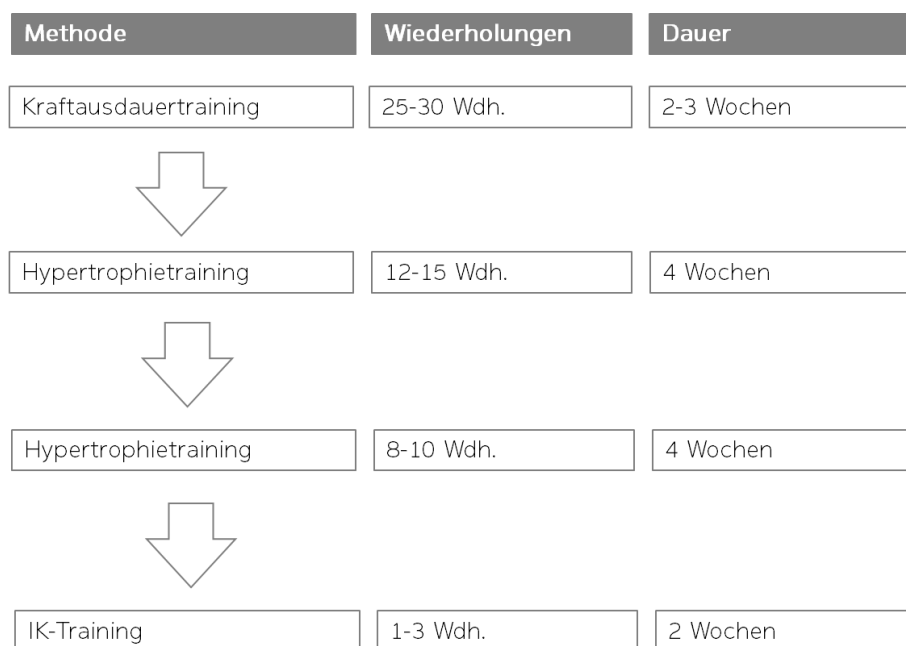 Methode Wiederholungen Dauer
Kraftausdauertraining 25-30 Wdh. 2-3 Wochen
Hypertrophietraining 12-15 Wdh. 4 Wochen
Hypertrophietraining 8-10 Wdh. 4 Wochen
IK-Training 1-3 Wdh. 2 Wochen